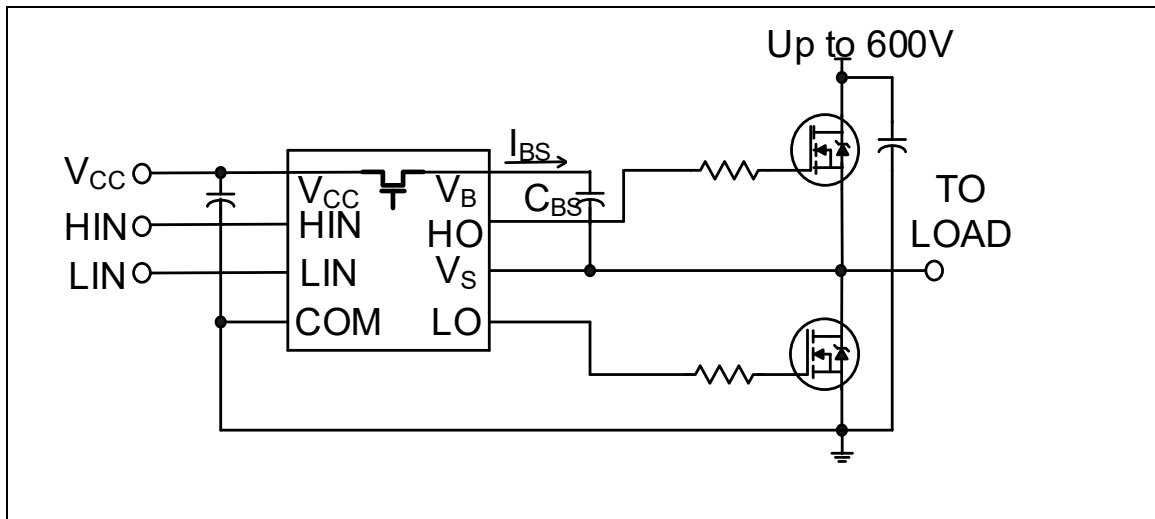 Up to 600V
I_BS
V_CC
V_CC
V_B
C_BS
TO
LOAD
HIN
HIN
HO
LIN
LIN
V_S
COM
LO